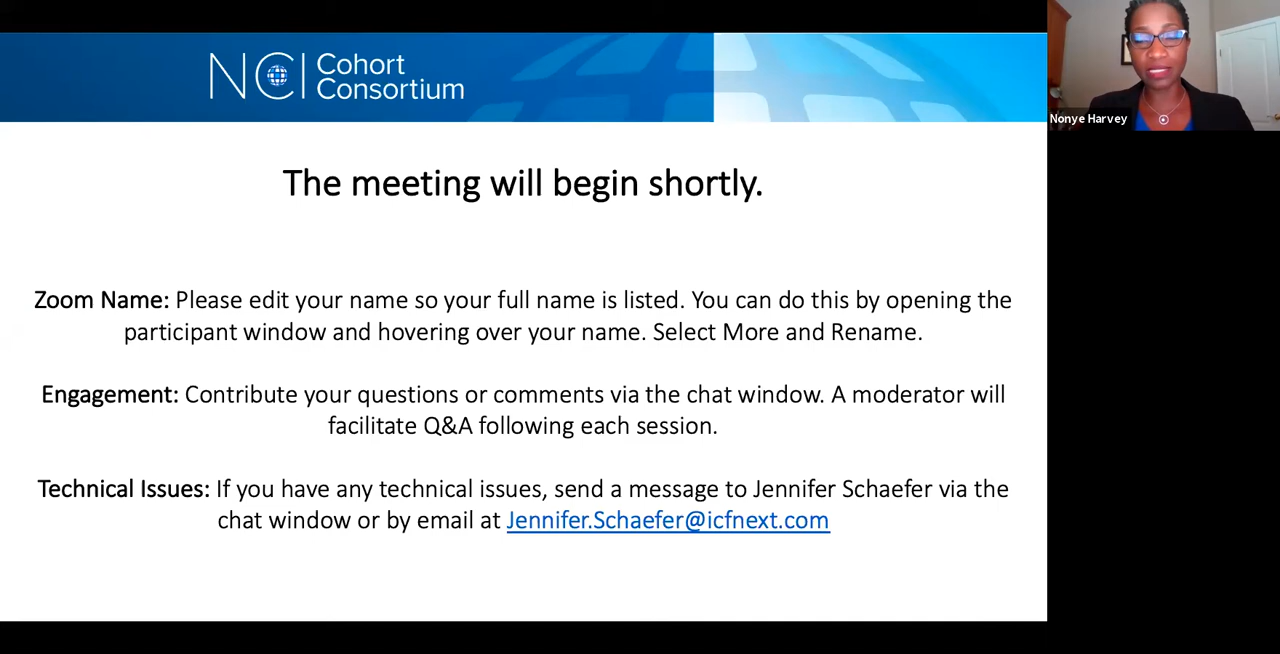 NCI Cohort
Consortium
Nonye Harvey
The meeting will begin shortly.
Zoom Name: Please edit your name so your full name is listed. You can do this by opening the
participant window and hovering over your name. Select More and Rename.
Engagement: Contribute your questions or comments via the chat window. A moderator will
facilitate Q&A following each session.
Technical Issues: If you have any technical issues, send a message to Jennifer Schaefer via the
chat window or by email at Jennifer.Schaefer@icfnext.com